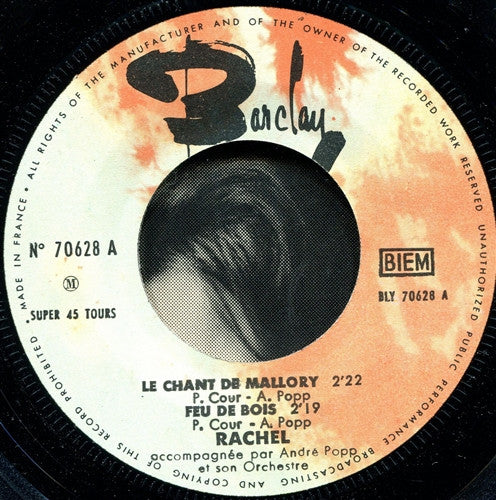 ALL RIGHTS OF THE MANUFACTURER AND OF THE OWNER OF THE RECORDED WORK RESERVED UNAUTHORIZED PUBLIC PERFORMANCE BROADCASTING AND COPYING OF THIS RECORD PROHIBITED
MADE IN FRANCE
Barclay
N° 70628 A
BIEM
M
BLY 70628 A
SUPER 45 TOURS
LE CHANT DE MALLORY 2'22
P. Cour - A. Popp
FEU DE BOIS 2'19
P. Cour - A. Popp
RACHEL
accompagnée par André Popp
et son Orchestre